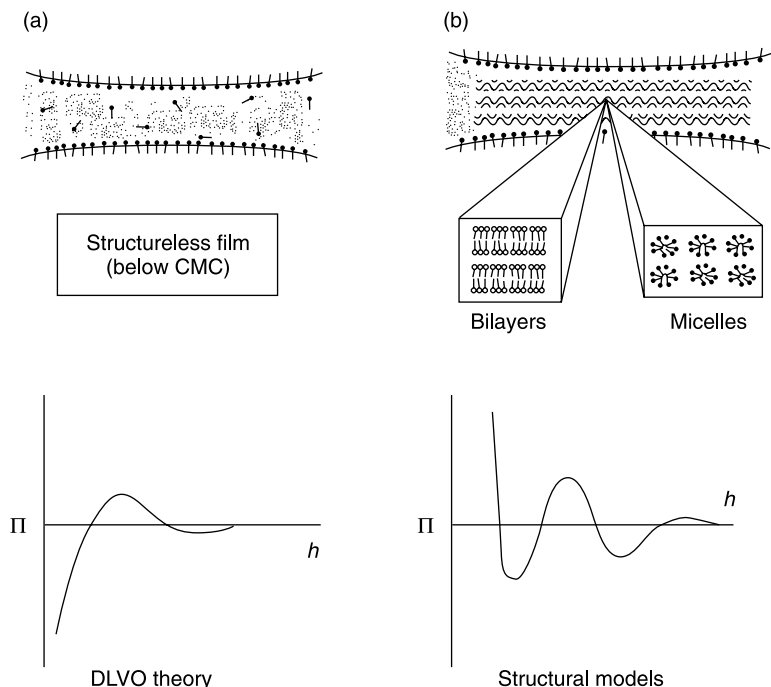 (a)
Structureless film
(below CMC)
Π
h
DLVO theory
(b)
Bilayers
Micelles
Π
h
Structural models